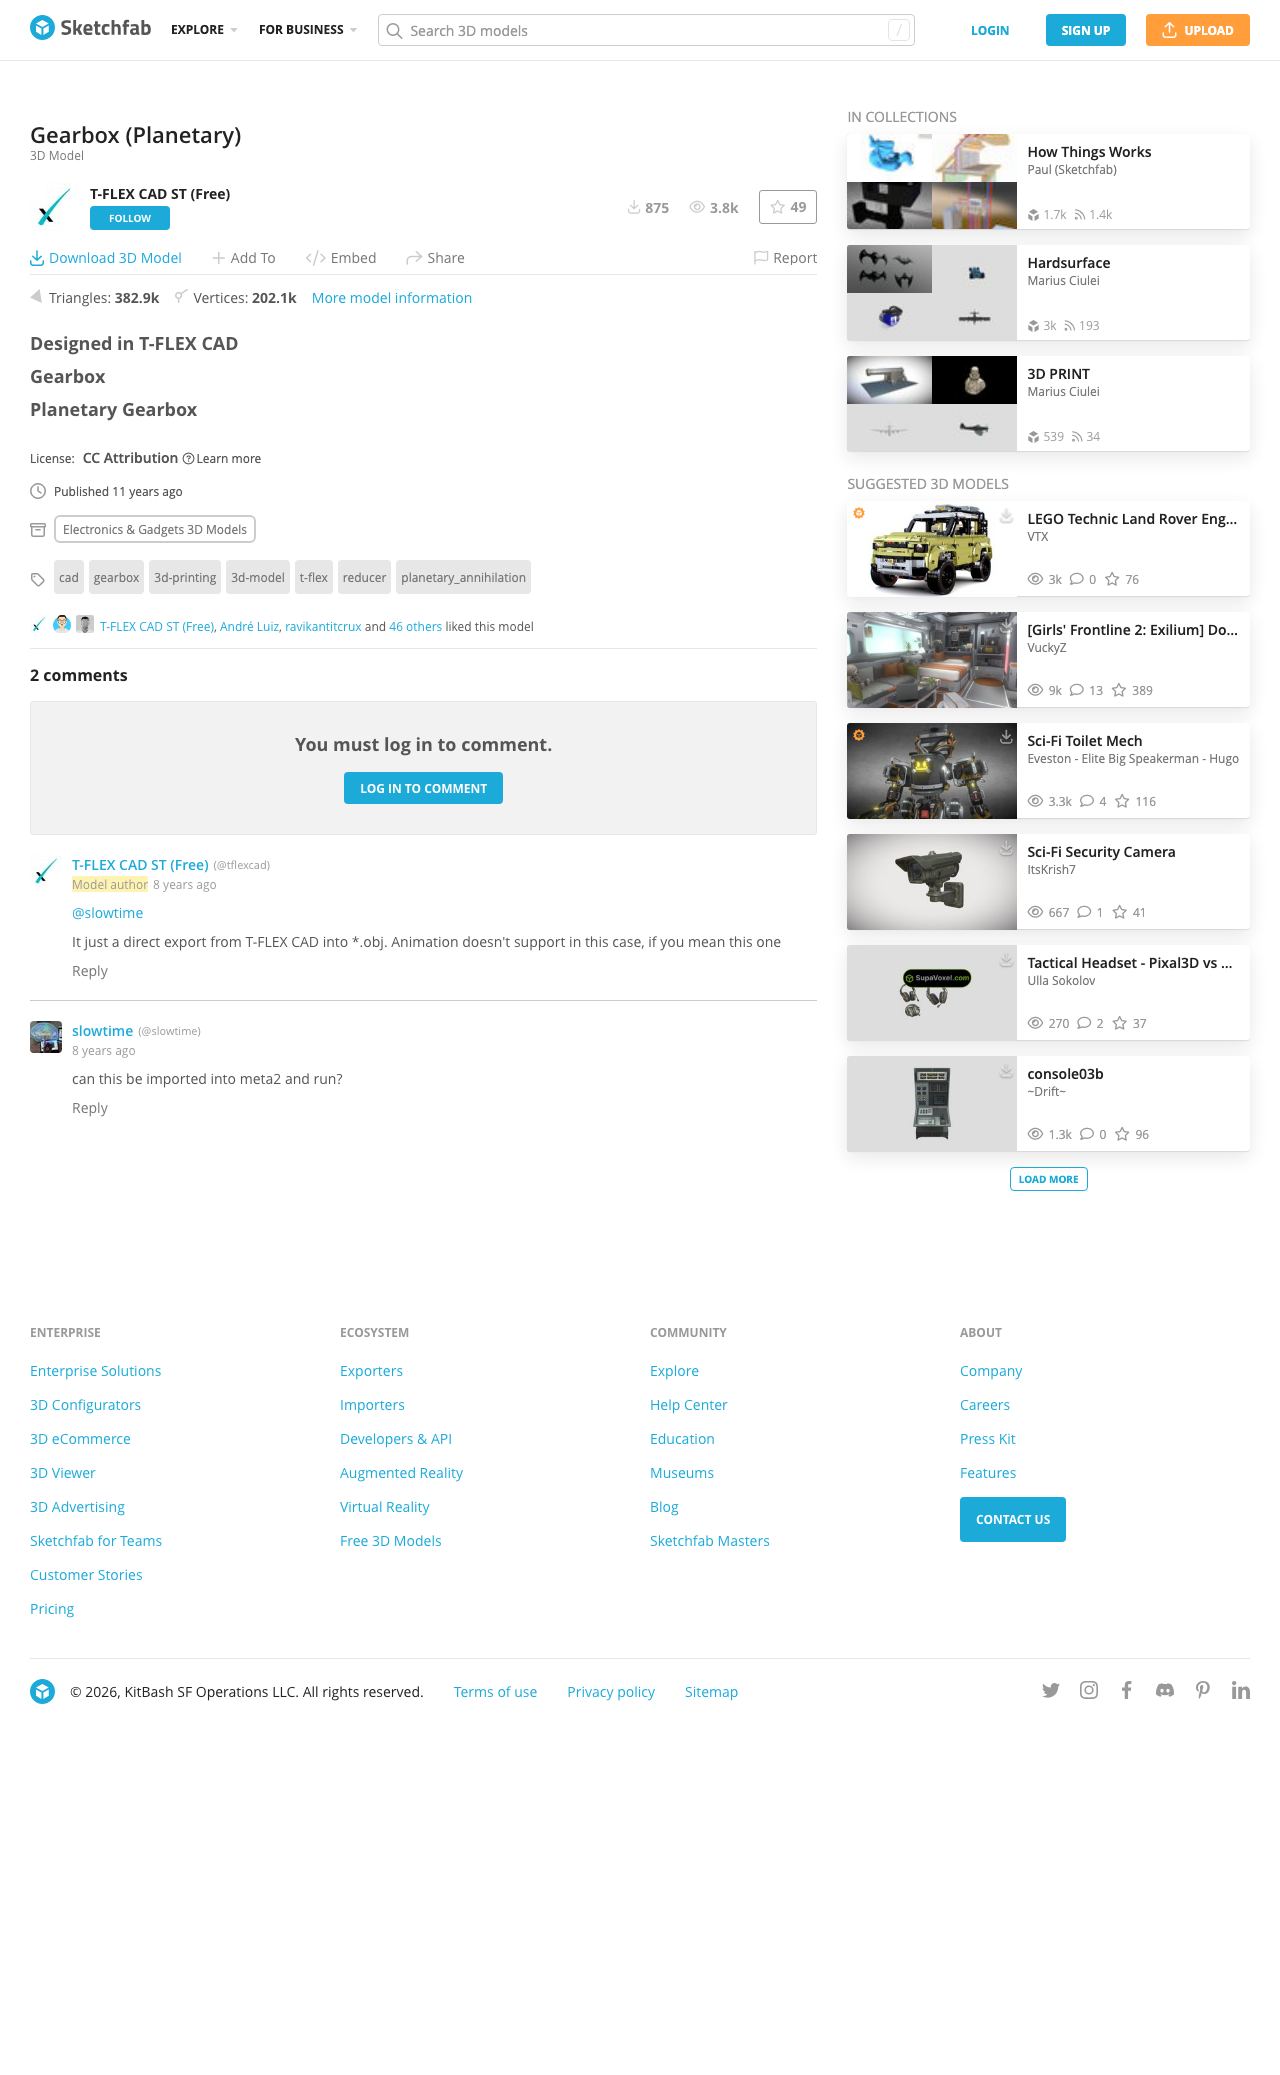 Sketchfab
EXPLORE
FOR BUSINESS
Search 3D models
/
LOGIN
SIGN UP
UPLOAD
Gearbox (Planetary)
3D Model
T-FLEX CAD ST (Free)
FOLLOW
875
3.8k
49
Download 3D Model
Add To
Embed
Share
Report
Triangles: 382.9k
Vertices: 202.1k
More model information
Designed in T-FLEX CAD
Gearbox
Planetary Gearbox
License: CC Attribution
Learn more
Published 11 years ago
Electronics & Gadgets 3D Models
cad
gearbox
3d-printing
3d-model
t-flex
reducer
planetary_annihilation
T-FLEX CAD ST (Free), André Luiz, ravikantitcrux and 46 others liked this model
2 comments
You must log in to comment.
LOG IN TO COMMENT
T-FLEX CAD ST (Free) (@tflexcad)
Model author 8 years ago
@slowtime
It just a direct export from T-FLEX CAD into *.obj. Animation doesn't support in this case, if you mean this one
Reply
slowtime (@slowtime)
8 years ago
can this be imported into meta2 and run?
Reply
IN COLLECTIONS
How Things Works
Paul (Sketchfab)
1.7k 1.4k
Hardsurface
Marius Ciulei
3k 193
3D PRINT
Marius Ciulei
539 34
SUGGESTED 3D MODELS
LEGO Technic Land Rover Eng...
VTX
3k 0 76
[Girls' Frontline 2: Exilium] Do...
VuckyZ
9k 13 389
Sci-Fi Toilet Mech
Eveston - Elite Big Speakerman - Hugo
3.3k 4 116
Sci-Fi Security Camera
ItsKrish7
667 1 41
SupaVoxel.com
Tactical Headset - Pixal3D vs ...
Ulla Sokolov
270 2 37
console03b
~Drift~
1.3k 0 96
LOAD MORE
ENTERPRISE
Enterprise Solutions
3D Configurators
3D eCommerce
3D Viewer
3D Advertising
Sketchfab for Teams
Customer Stories
Pricing
ECOSYSTEM
Exporters
Importers
Developers & API
Augmented Reality
Virtual Reality
Free 3D Models
COMMUNITY
Explore
Help Center
Education
Museums
Blog
Sketchfab Masters
ABOUT
Company
Careers
Press Kit
Features
CONTACT US
© 2026, KitBash SF Operations LLC. All rights reserved.
Terms of use
Privacy policy
Sitemap